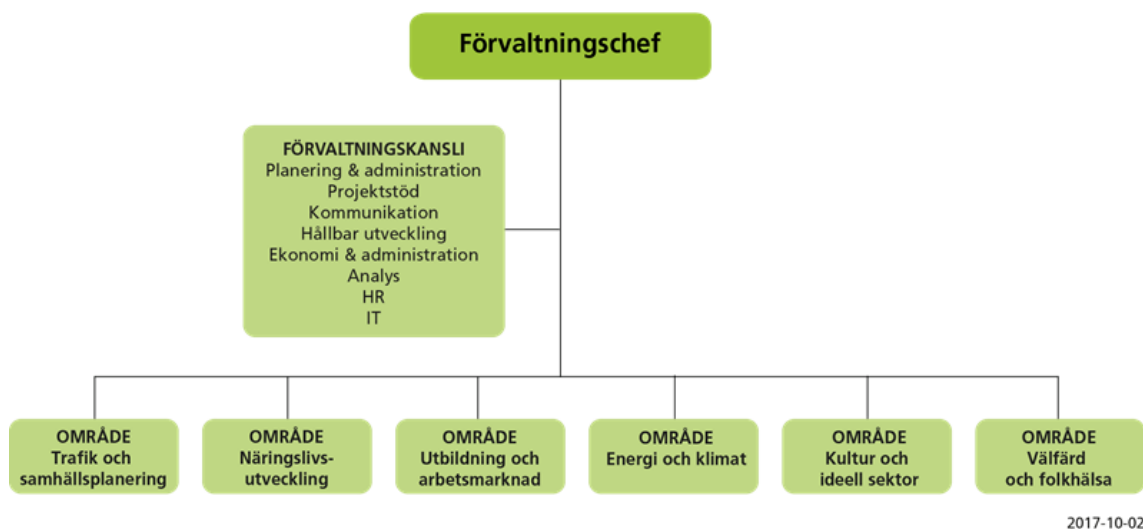 Förvaltningschef
FÖRVALTNINGSKANSLI
Planering & administration
Projektstöd
Kommunikation
Hållbar utveckling
Ekonomi & administration
Analys
HR
IT
OMRÅDE
Trafik och
samhällsplanering
OMRÅDE
Näringslivs-
utveckling
OMRÅDE
Utbildning och
arbetsmarknad
OMRÅDE
Energi och klimat
OMRÅDE
Kultur och
ideell sektor
OMRÅDE
Välfärd
och folkhälsa
2017-10-02